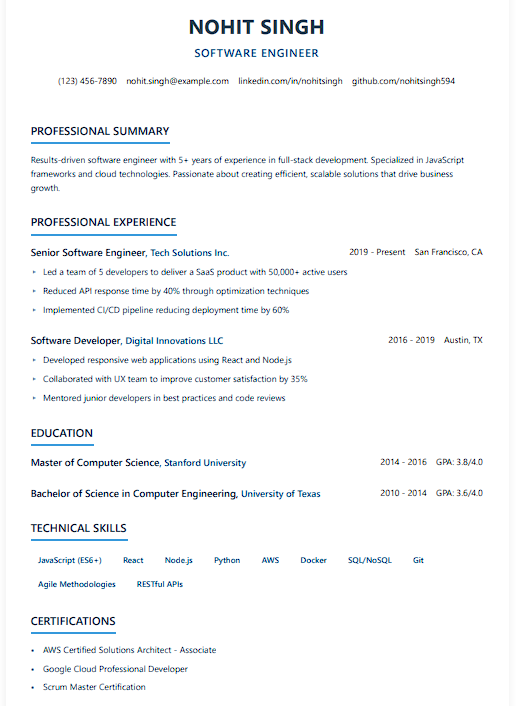 NOHIT SINGH
SOFTWARE ENGINEER
(123) 456-7890 nohit.singh@example.com linkedin.com/in/nohitsingh github.com/nohitsingh594
PROFESSIONAL SUMMARY
Results-driven software engineer with 5+ years of experience in full-stack development. Specialized in JavaScript
frameworks and cloud technologies. Passionate about creating efficient, scalable solutions that drive business
growth.
PROFESSIONAL EXPERIENCE
Senior Software Engineer, Tech Solutions Inc. 2019 - Present San Francisco, CA
‣ Led a team of 5 developers to deliver a SaaS product with 50,000+ active users
‣ Reduced API response time by 40% through optimization techniques
‣ Implemented CI/CD pipeline reducing deployment time by 60%
Software Developer, Digital Innovations LLC 2016 - 2019 Austin, TX
‣ Developed responsive web applications using React and Node.js
‣ Collaborated with UX team to improve customer satisfaction by 35%
‣ Mentored junior developers in best practices and code reviews
EDUCATION
Master of Computer Science, Stanford University 2014 - 2016 GPA: 3.8/4.0
Bachelor of Science in Computer Engineering, University of Texas 2010 - 2014 GPA: 3.6/4.0
TECHNICAL SKILLS
JavaScript (ES6+) React Node.js Python AWS Docker SQL/NoSQL Git
Agile Methodologies RESTful APIs
CERTIFICATIONS
• AWS Certified Solutions Architect - Associate
• Google Cloud Professional Developer
• Scrum Master Certification